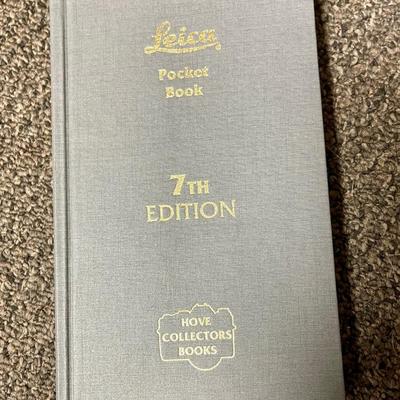 Leica
Pocket
Book
7TH
EDITION
HOVE
COLLECTORS
BOOKS